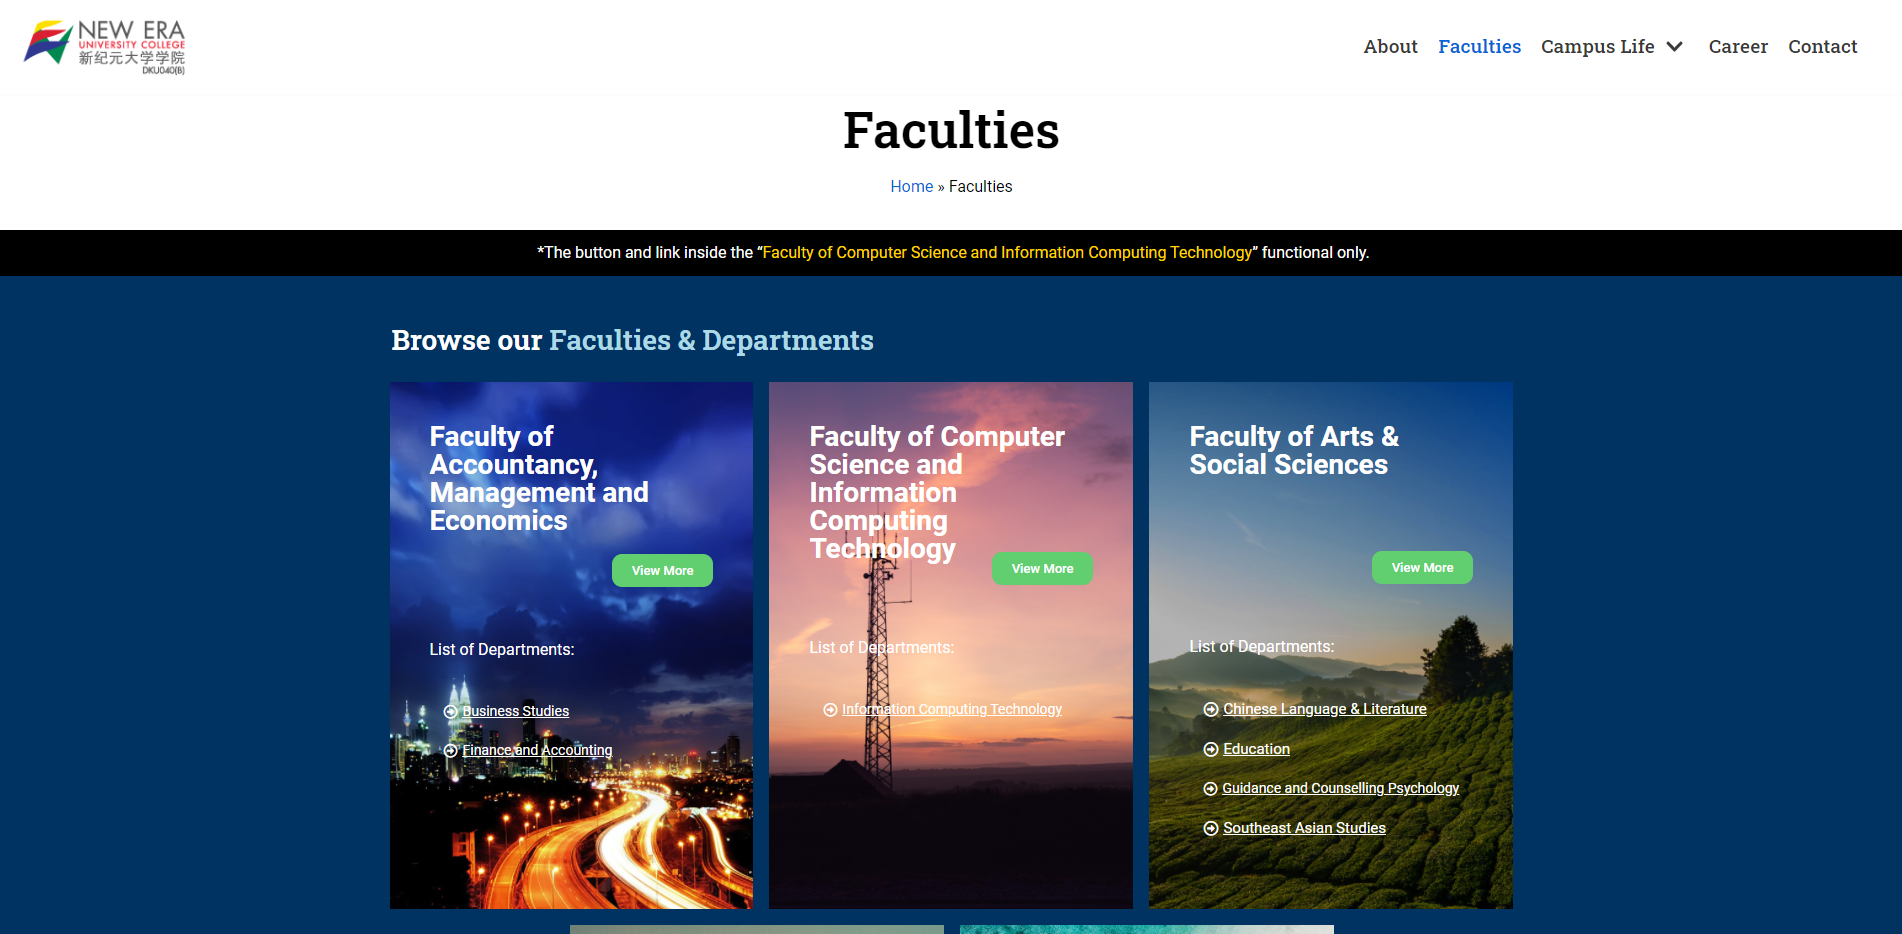 NEW ERA
UNIVERSITY COLLEGE
新纪元大学学院
DKU040(B)
About Faculties Campus Life Career Contact
Faculties
Home » Faculties
*The button and link inside the “Faculty of Computer Science and Information Computing Technology” functional only.
Browse our Faculties & Departments
Faculty of
Accountancy,
Management and
Economics
View More
List of Departments:
Business Studies
Finance and Accounting
Faculty of Computer
Science and
Information
Computing
Technology
View More
List of Departments:
Information Computing Technology
Faculty of Arts &
Social Sciences
View More
List of Departments:
Chinese Language & Literature
Education
Guidance and Counselling Psychology
Southeast Asian Studies